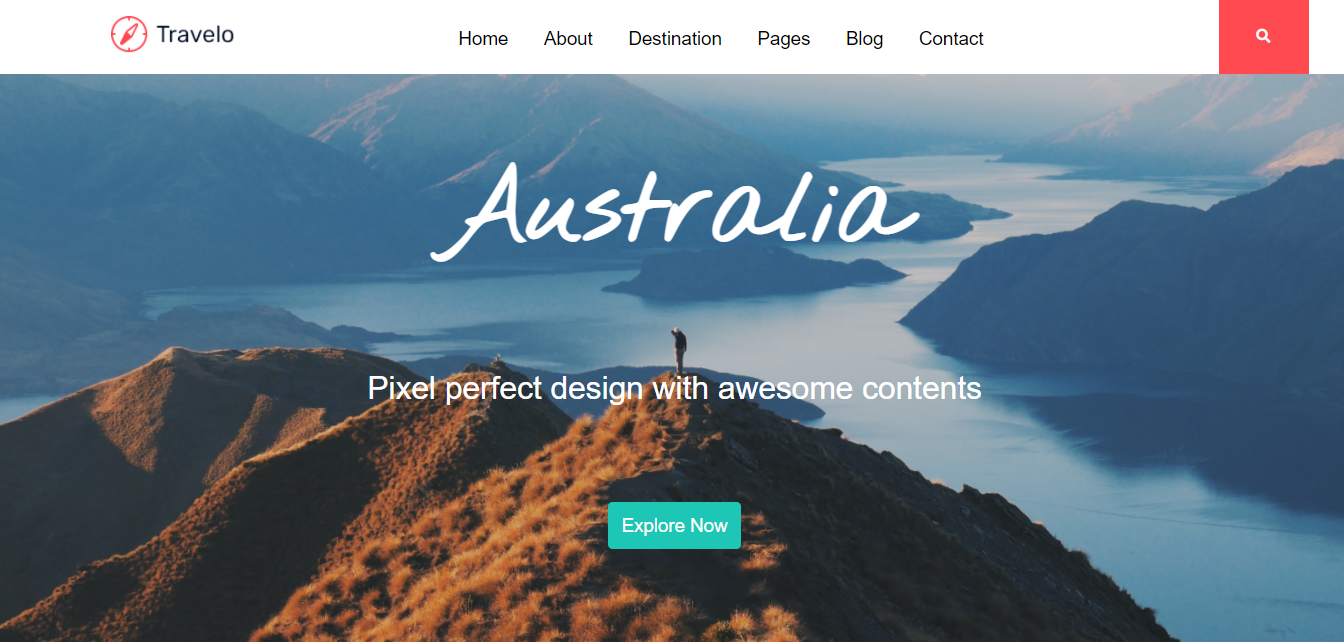 Travelo
Home About Destination Pages Blog Contact
Australia
Pixel perfect design with awesome contents
Explore Now